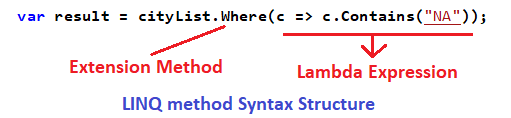 var result = cityList.Where(c => c.Contains("NA"));
Extension Method
Lambda Expression
LINQ method Syntax Structure